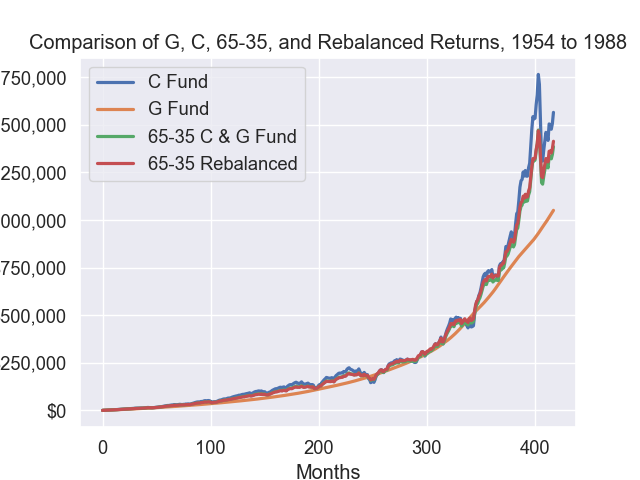 Comparison of G, C, 65-35, and Rebalanced Returns, 1954 to 1988
C Fund
G Fund
65-35 C & G Fund
65-35 Rebalanced
750,000
500,000
250,000
000,000
750,000
500,000
250,000
$0
0 100 200 300 400
Months